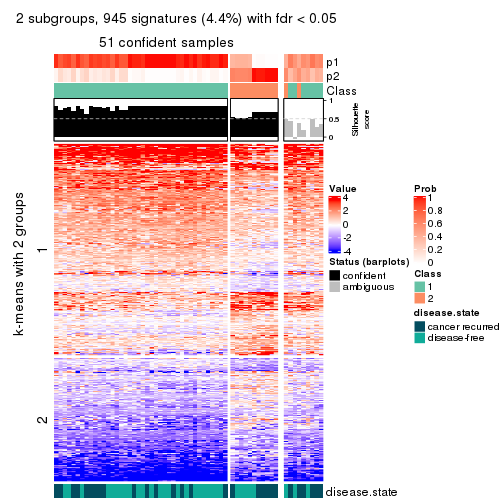 2 subgroups, 945 signatures (4.4%) with fdr < 0.05
51 confident samples
p1
p2
Class
1
0.5
0
Silhouette
score
k-means with 2 groups
1
2
Value
4
2
0
-2
-4
Status (barplots)
confident
ambiguous
Prob
1
0.8
0.6
0.4
0.2
0
Class
1
2
disease.state
cancer recurred
disease-free
disease.state